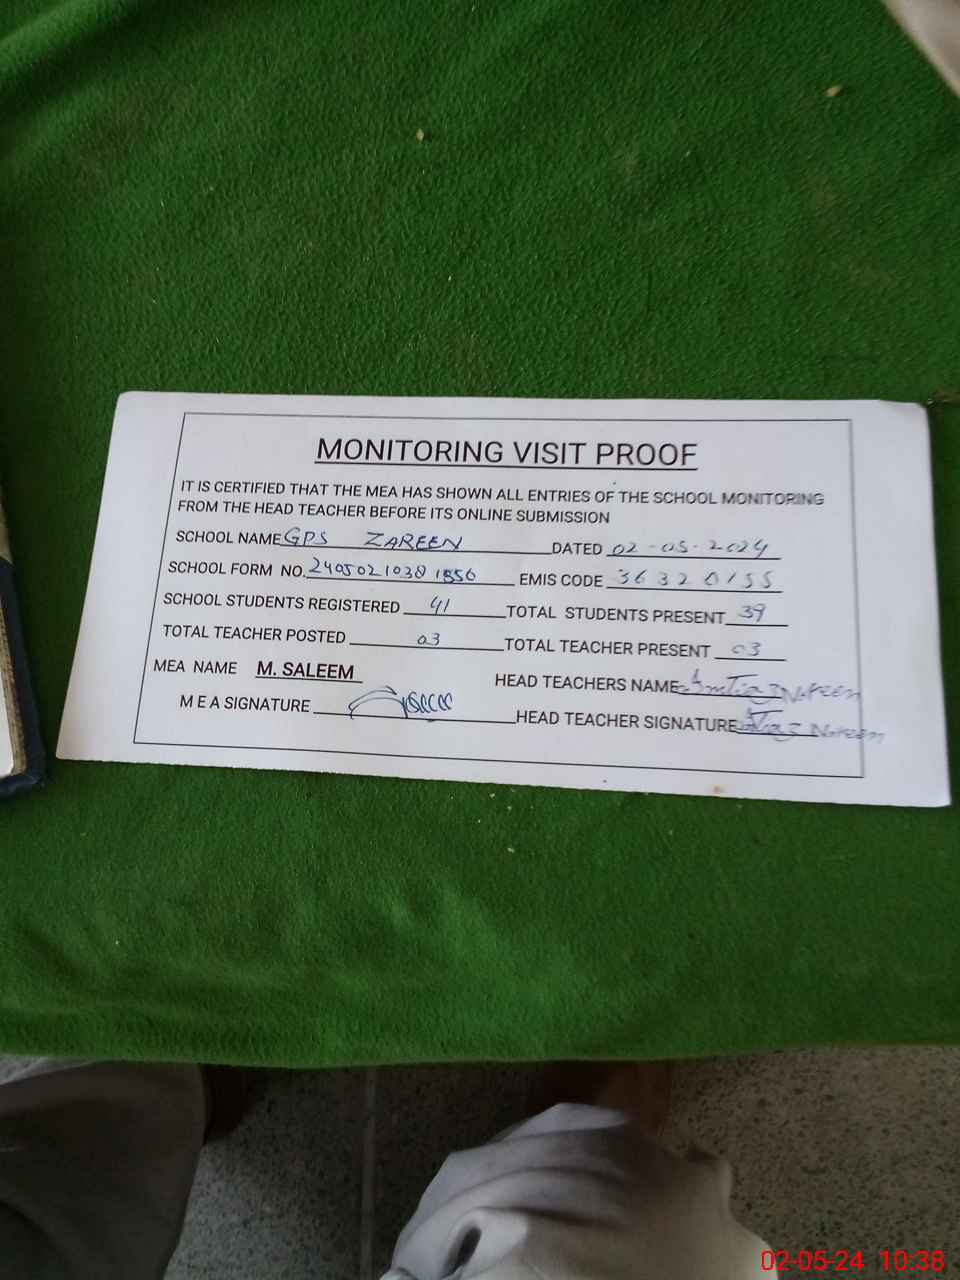 MONITORING VISIT PROOF
IT IS CERTIFIED THAT THE MEA HAS SHOWN ALL ENTRIES OF THE SCHOOL MONITORING
FROM THE HEAD TEACHER BEFORE ITS ONLINE SUBMISSION
SCHOOL NAME GPS ZAREEN DATED 02-05-2024
SCHOOL FORM NO. EMIS CODE 36320155
SCHOOL STUDENTS REGISTERED 41 TOTAL STUDENTS PRESENT 39
TOTAL TEACHER POSTED 03 TOTAL TEACHER PRESENT 03
MEA NAME M. SALEEM HEAD TEACHERS NAME Imtiaz Noreen
M E A SIGNATURE HEAD TEACHER SIGNATURE
02-05-24 10:38